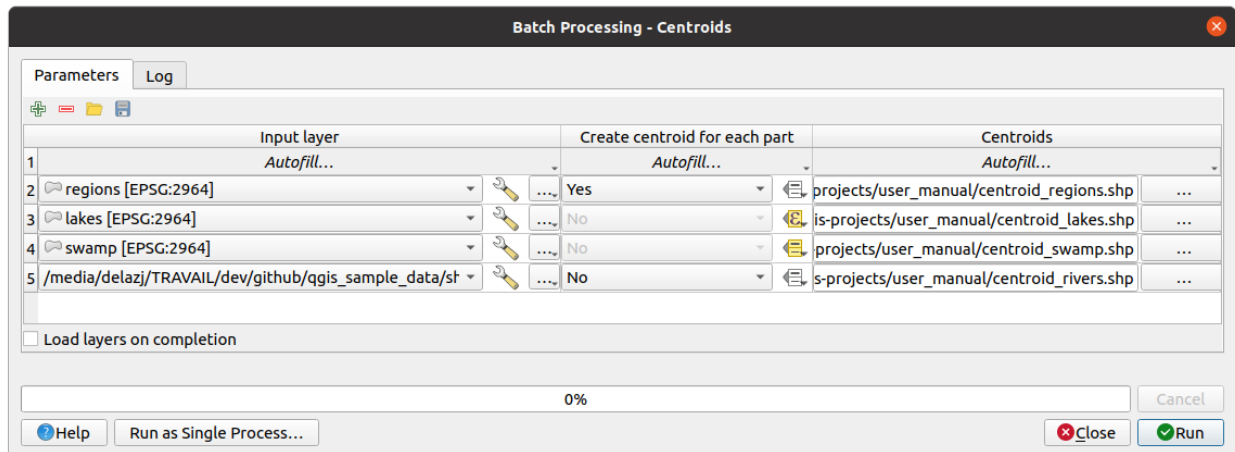 Batch Processing - Centroids
Parameters Log
Input layer Create centroid for each part Centroids
1 Autofill... Autofill... Autofill...
2 regions [EPSG:2964] ... Yes projects/user_manual/centroid_regions.shp ...
3 lakes [EPSG:2964] ... No ε is-projects/user_manual/centroid_lakes.shp ...
4 swamp [EPSG:2964] ... No -projects/user_manual/centroid_swamp.shp ...
5 /media/delazj/TRAVAIL/dev/github/qgis_sample_data/sh ... No s-projects/user_manual/centroid_rivers.shp ...
Load layers on completion
0% Cancel
Help Run as Single Process... Close Run